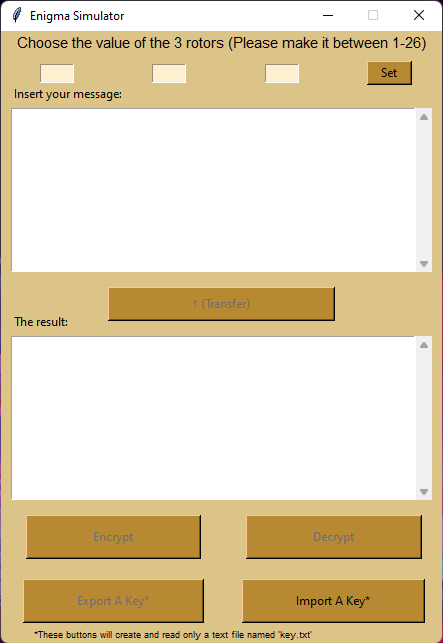 Enigma Simulator
Choose the value of the 3 rotors (Please make it between 1-26)
Set
Insert your message:
↑ (Transfer)
The result:
Encrypt
Decrypt
Export A Key*
Import A Key*
*These buttons will create and read only a text file named 'key.txt'